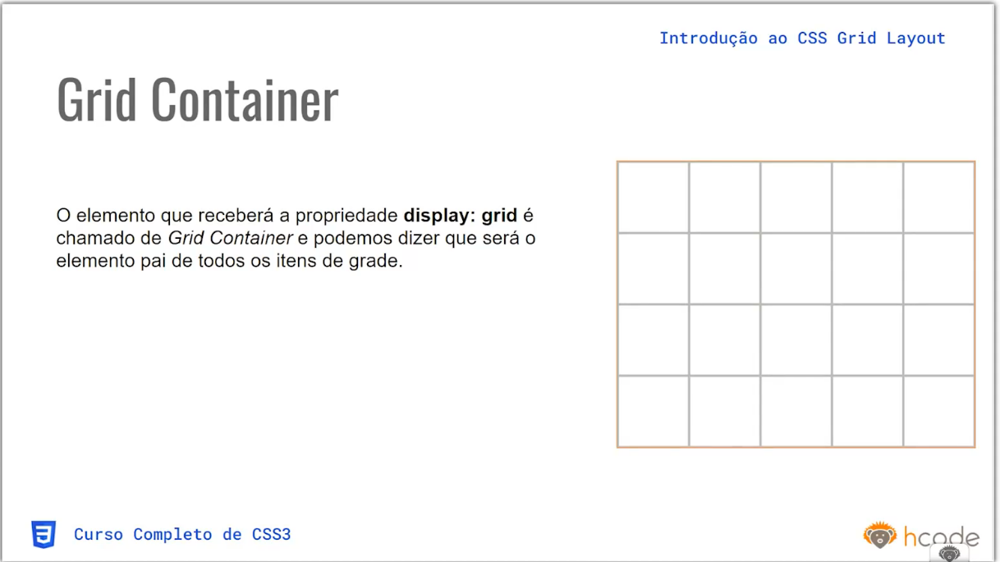 Introdução ao CSS Grid Layout
Grid Container
O elemento que receberá a propriedade display: grid é
chamado de Grid Container e podemos dizer que será o
elemento pai de todos os itens de grade.
Curso Completo de CSS3
hcode